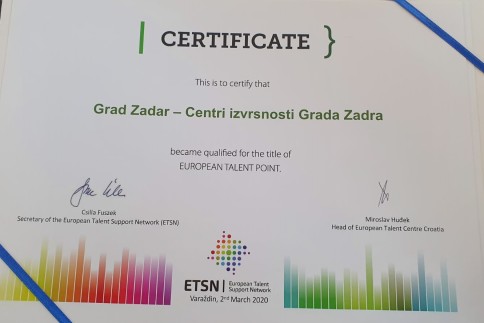 CERTIFICATE }
This is to certify that
Grad Zadar – Centri izvrsnosti Grada Zadra
became qualified for the title of
EUROPEAN TALENT POINT.
Csilla Fuszek
Secretary of the European Talent Support Network (ETSN)
Miroslav Huđek
Head of European Talent Centre Croatia
ETSN | European Talent
Support Network
Varaždin, 2nd March 2020